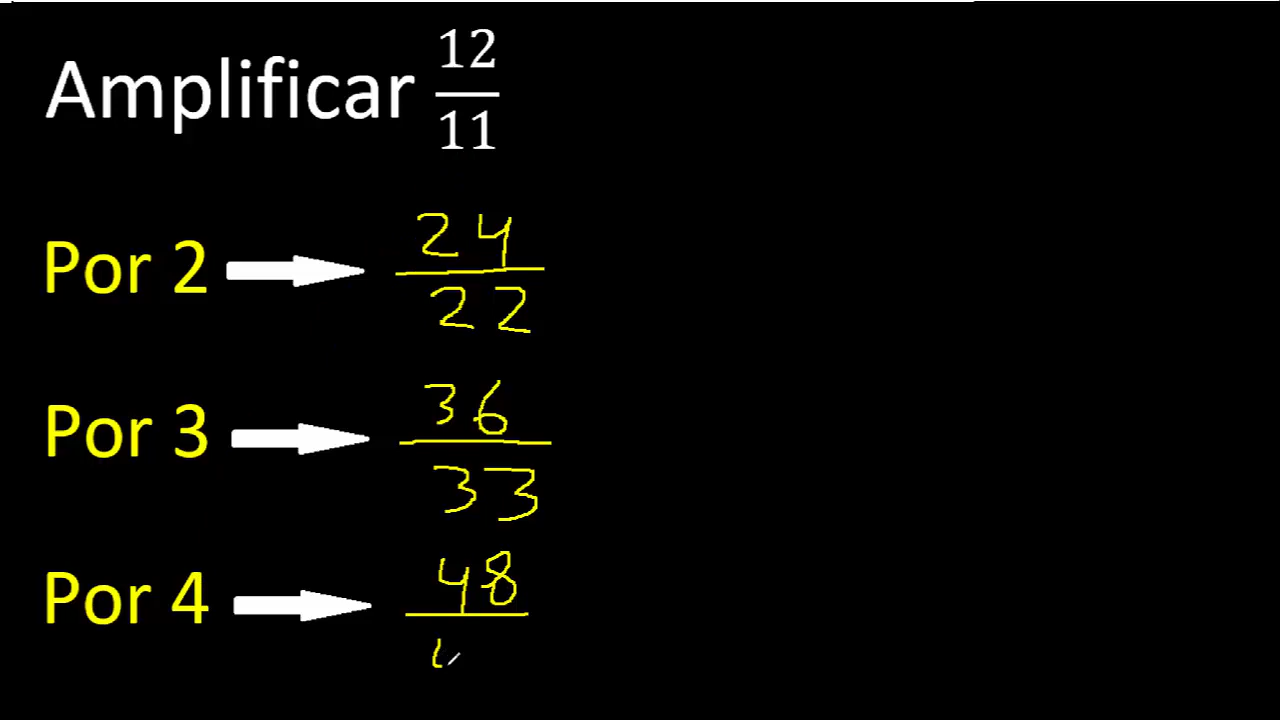 Amplificar 12/11
Por 2 → 24/22
Por 3 → 36/33
Por 4 → 48/